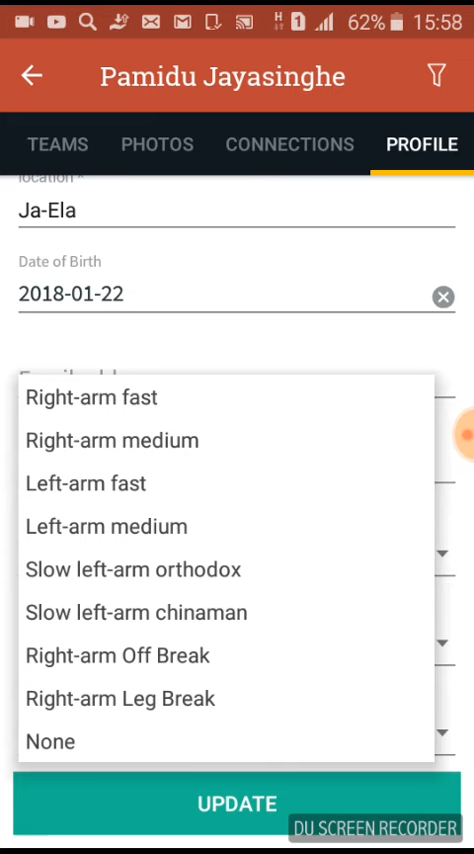 62% 15:58
Pamidu Jayasinghe
TEAMS PHOTOS CONNECTIONS PROFILE
location *
Ja-Ela
Date of Birth
2018-01-22
Right-arm fast
Right-arm medium
Left-arm fast
Left-arm medium
Slow left-arm orthodox
Slow left-arm chinaman
Right-arm Off Break
Right-arm Leg Break
None
UPDATE
DU SCREEN RECORDER